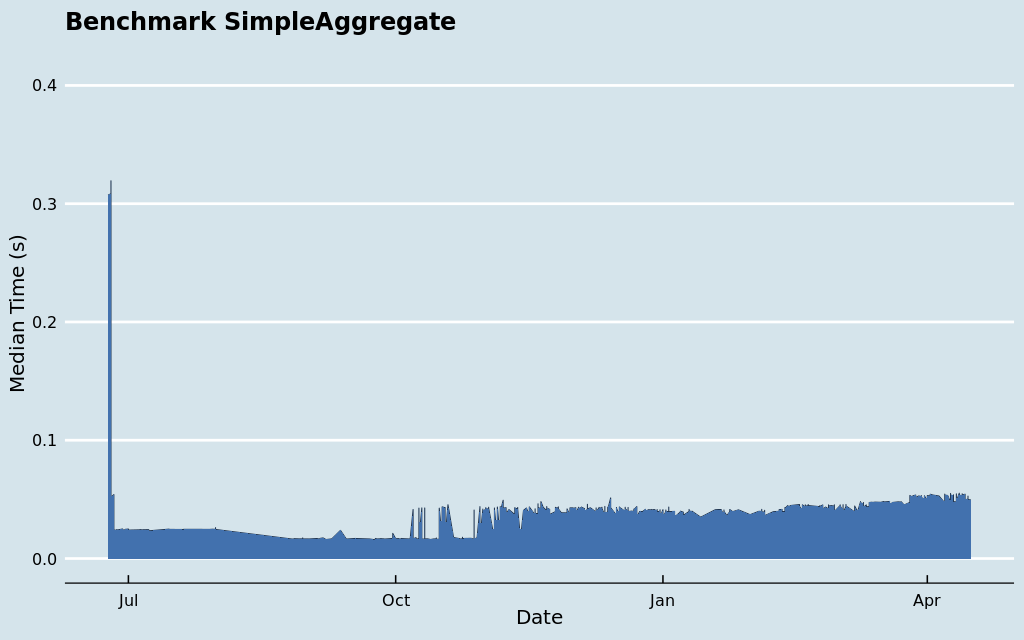 Benchmark SimpleAggregate
0.4
0.3
0.2
0.1
0.0
Median Time (s)
Jul
Oct
Jan
Apr
Date